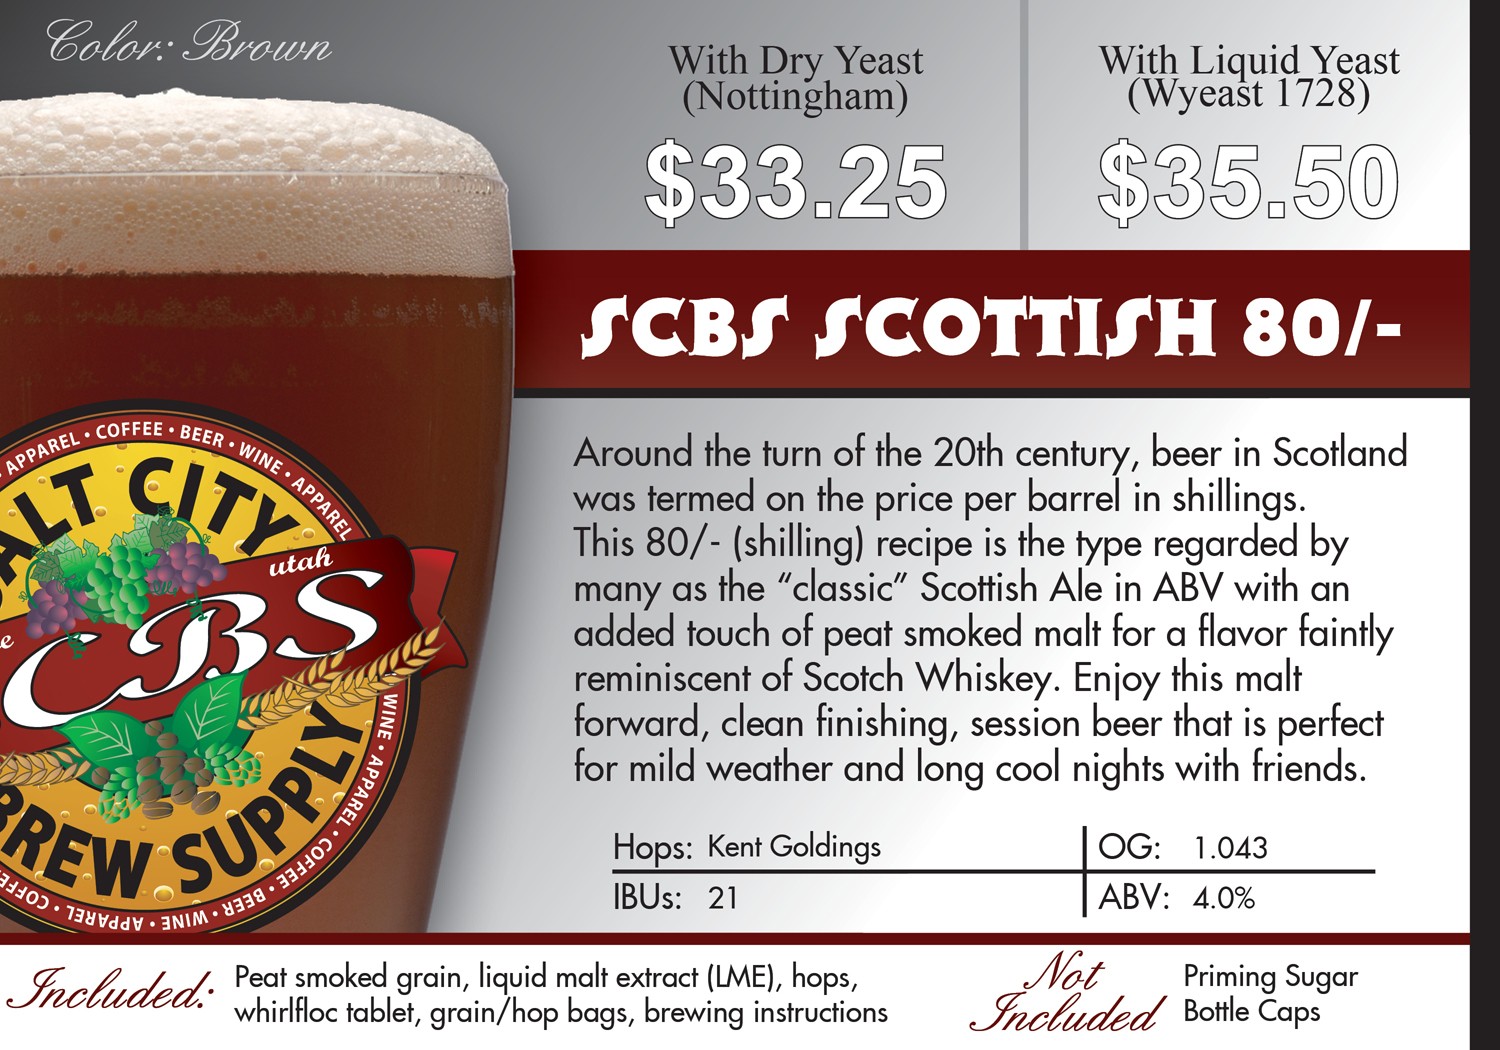 Color: Brown
With Dry Yeast
(Nottingham)
$33.25
With Liquid Yeast
(Wyeast 1728)
$35.50
SCBS SCOTTISH 80/-
Around the turn of the 20th century, beer in Scotland
was termed on the price per barrel in shillings.
This 80/- (shilling) recipe is the type regarded by
many as the “classic” Scottish Ale in ABV with an
added touch of peat smoked malt for a flavor faintly
reminiscent of Scotch Whiskey. Enjoy this malt
forward, clean finishing, session beer that is perfect
for mild weather and long cool nights with friends.
Hops: Kent Goldings
OG: 1.043
IBUs: 21
ABV: 4.0%
APPAREL • COFFEE • BEER • WINE • APPAREL
ALT CITY
utah
CBS
BREW SUPPLY
WINE • APPAREL • COFFEE • BEER • WINE • APPAREL • COFFEE
Included: Peat smoked grain, liquid malt extract (LME), hops,
whirlfloc tablet, grain/hop bags, brewing instructions
Not
Included
Priming Sugar
Bottle Caps